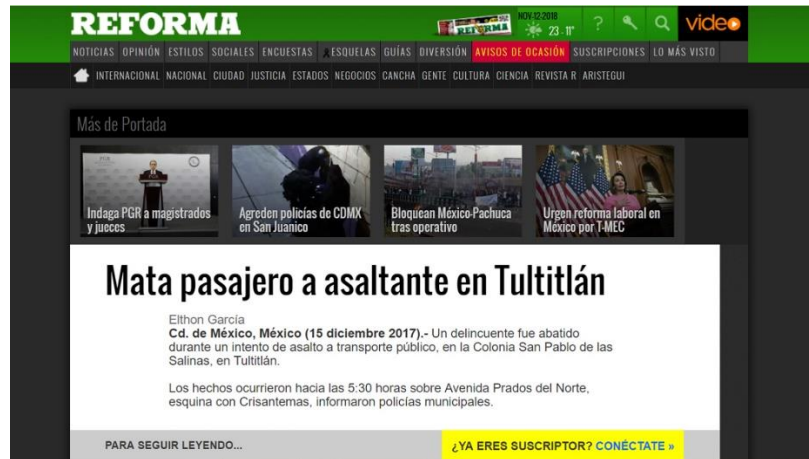 REFORMA
REFORMA
NOV-12-2018
23 - 11°
?
video
NOTICIAS OPINIÓN ESTILOS SOCIALES ENCUESTAS ESQUELAS GUÍAS DIVERSIÓN AVISOS DE OCASIÓN SUSCRIPCIONES LO MÁS VISTO
INTERNACIONAL NACIONAL CIUDAD JUSTICIA ESTADOS NEGOCIOS CANCHA GENTE CULTURA CIENCIA REVISTA R ARISTEGUI
Más de Portada
Indaga PGR a magistrados
y jueces
Agreden policías de CDMX
en San Juanico
Bloquean México-Pachuca
tras operativo
Urgen reforma laboral en
México por T-MEC
Mata pasajero a asaltante en Tultitlán
Elthon García
Cd. de México, México (15 diciembre 2017).- Un delincuente fue abatido
durante un intento de asalto a transporte público, en la Colonia San Pablo de las
Salinas, en Tultitlán.
Los hechos ocurrieron hacia las 5:30 horas sobre Avenida Prados del Norte,
esquina con Crisantemas, informaron policías municipales.
PARA SEGUIR LEYENDO...
¿YA ERES SUSCRIPTOR? CONÉCTATE »